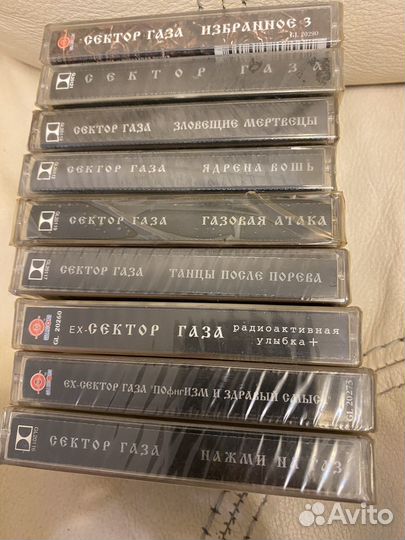 СЕКТОР ГАЗА ИЗБРАННОЕ 3
GL 20280
СЕКТОР ГАЗА
СЕКТОР ГАЗА ЗЛОВЕЩИЕ МЕРТВЕЦЫ
СЕКТОР ГАЗА ЯДРЕНА ВОШЬ
СЕКТОР ГАЗА ГАЗОВАЯ АТАКА
СЕКТОР ГАЗА ТАНЦЫ ПОСЛЕ ПОРЕВА
GL 20260 EX-СЕКТОР ГАЗА радиоактивная
улыбка +
EX-СЕКТОР ГАЗА "ПОфигИЗМ И ЗДРАВЫЙ СМЫСЛ" GL 20275
СЕКТОР ГАЗА НАЖМИ НА ГАЗ
Avito